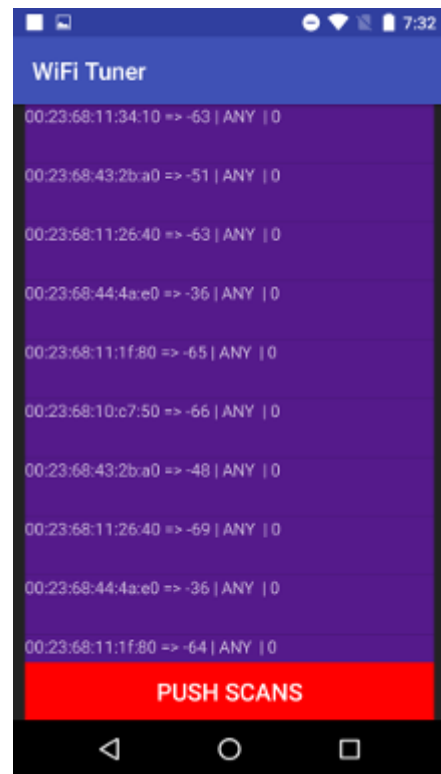 7:32
WiFi Tuner
00:23:68:11:34:10 => -63 | ANY | 0
00:23:68:43:2b:a0 => -51 | ANY | 0
00:23:68:11:26:40 => -63 | ANY | 0
00:23:68:44:4a:e0 => -36 | ANY | 0
00:23:68:11:1f:80 => -65 | ANY | 0
00:23:68:10:c7:50 => -66 | ANY | 0
00:23:68:43:2b:a0 => -48 | ANY | 0
00:23:68:11:26:40 => -69 | ANY | 0
00:23:68:44:4a:e0 => -36 | ANY | 0
00:23:68:11:1f:80 => -64 | ANY | 0
PUSH SCANS